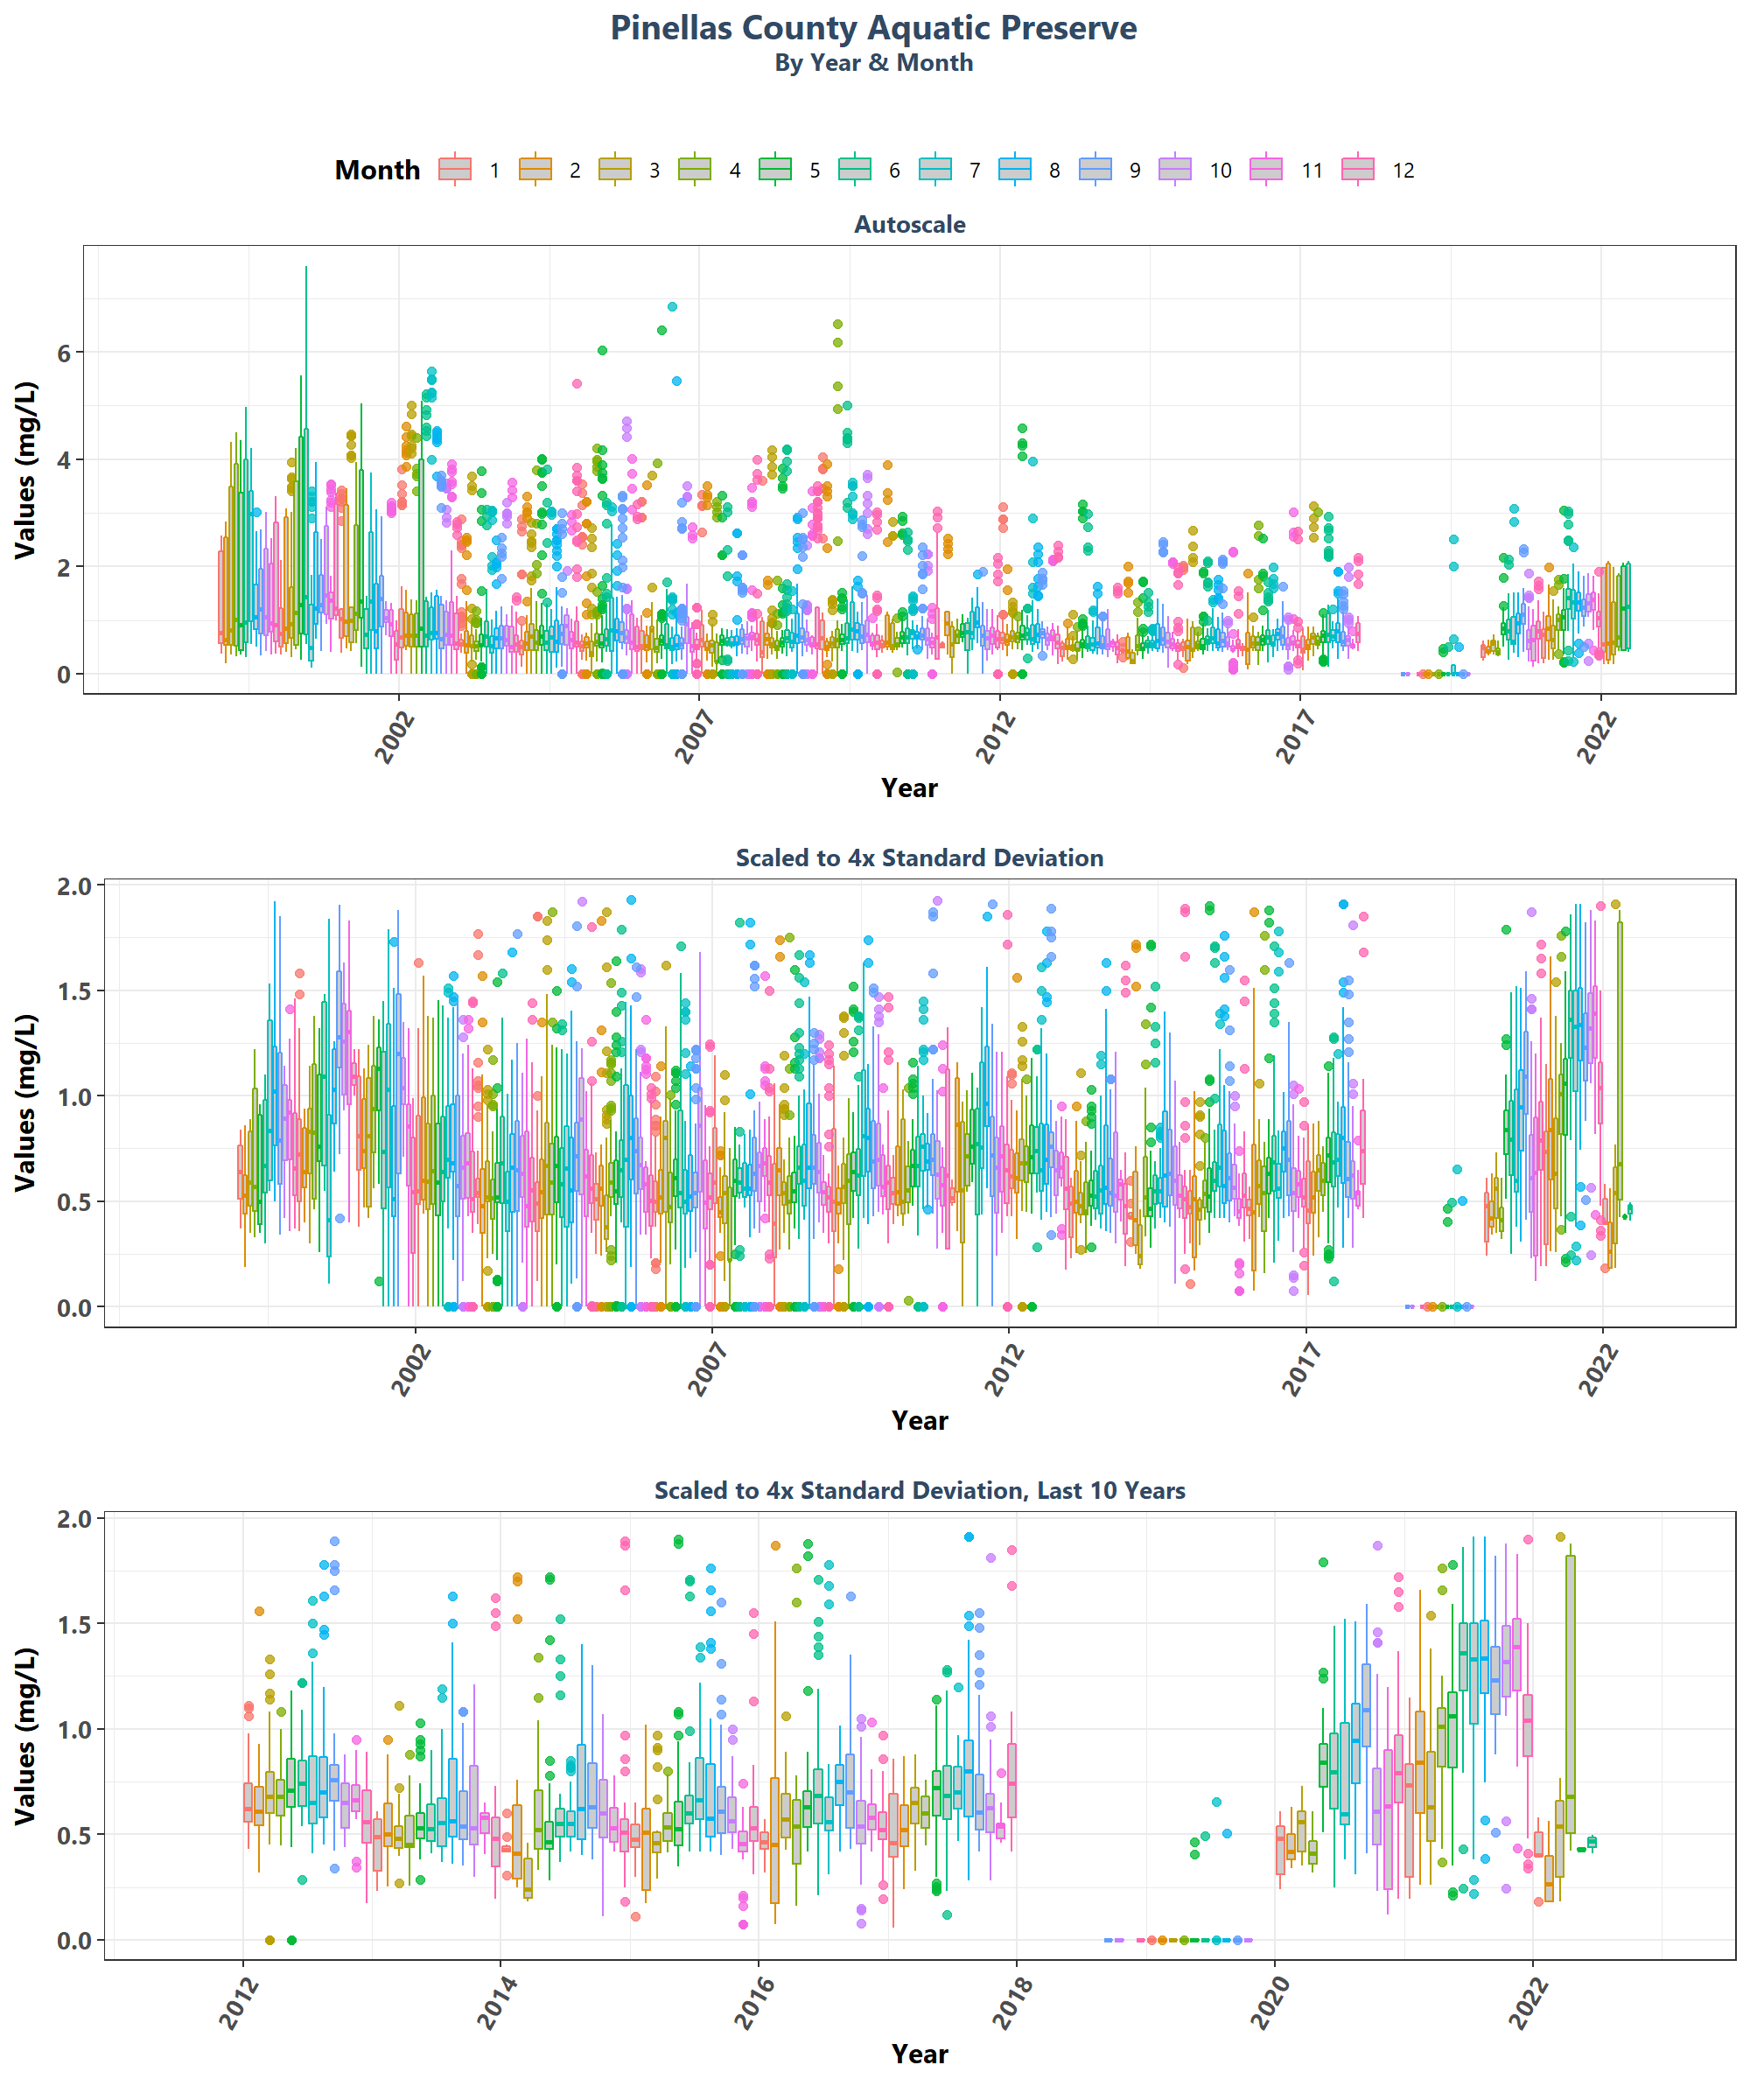 Pinellas County Aquatic Preserve
By Year & Month
Month 1 2 3 4 5 6 7 8 9 10 11 12
Autoscale
Values (mg/L)
6
4
2
0
2002 2007 2012 2017 2022
Year
Scaled to 4x Standard Deviation
Values (mg/L)
2.0
1.5
1.0
0.5
0.0
2002 2007 2012 2017 2022
Year
Scaled to 4x Standard Deviation, Last 10 Years
Values (mg/L)
2.0
1.5
1.0
0.5
0.0
2012 2014 2016 2018 2020 2022
Year